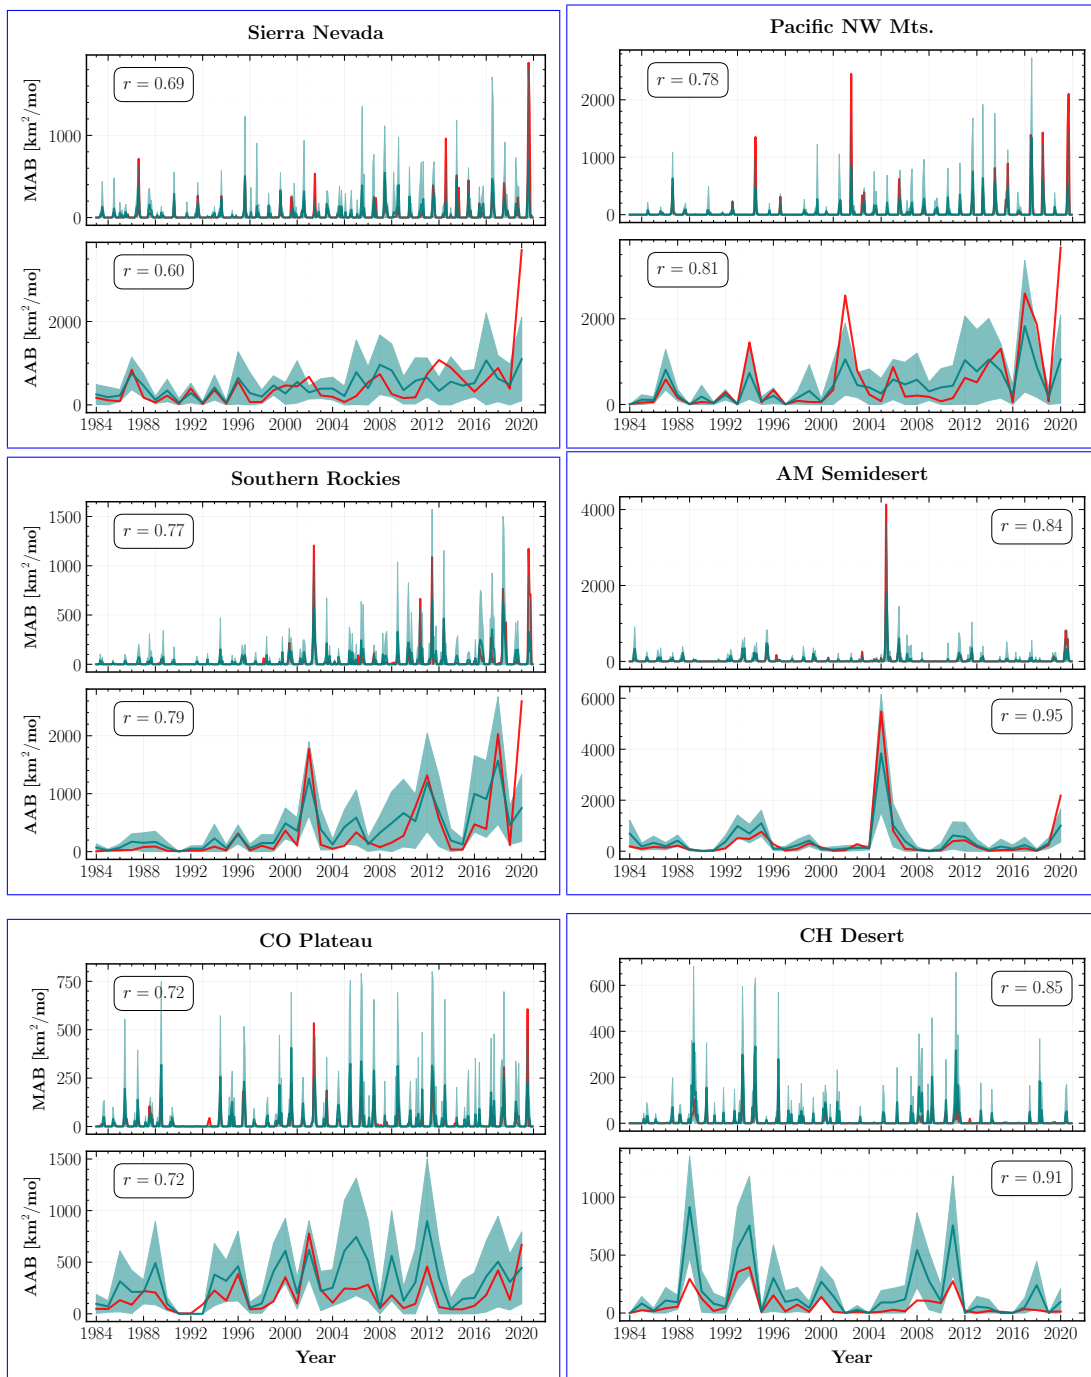 Sierra Nevada
MAB [km²/mo]
r = 0.69
1000
0
AAB [km²/mo]
r = 0.60
2000
0
1984 1988 1992 1996 2000 2004 2008 2012 2016 2020
Pacific NW Mts.
r = 0.78
2000
1000
0
r = 0.81
2000
0
1984 1988 1992 1996 2000 2004 2008 2012 2016 2020
Southern Rockies
MAB [km²/mo]
r = 0.77
1500
1000
500
0
AAB [km²/mo]
r = 0.79
2000
1000
0
1984 1988 1992 1996 2000 2004 2008 2012 2016 2020
AM Semidesert
r = 0.84
4000
2000
0
r = 0.95
6000
4000
2000
0
1984 1988 1992 1996 2000 2004 2008 2012 2016 2020
CO Plateau
MAB [km²/mo]
r = 0.72
750
500
250
0
AAB [km²/mo]
r = 0.72
1500
1000
500
0
1984 1988 1992 1996 2000 2004 2008 2012 2016 2020
Year
CH Desert
r = 0.85
600
400
200
0
r = 0.91
1000
500
0
1984 1988 1992 1996 2000 2004 2008 2012 2016 2020
Year